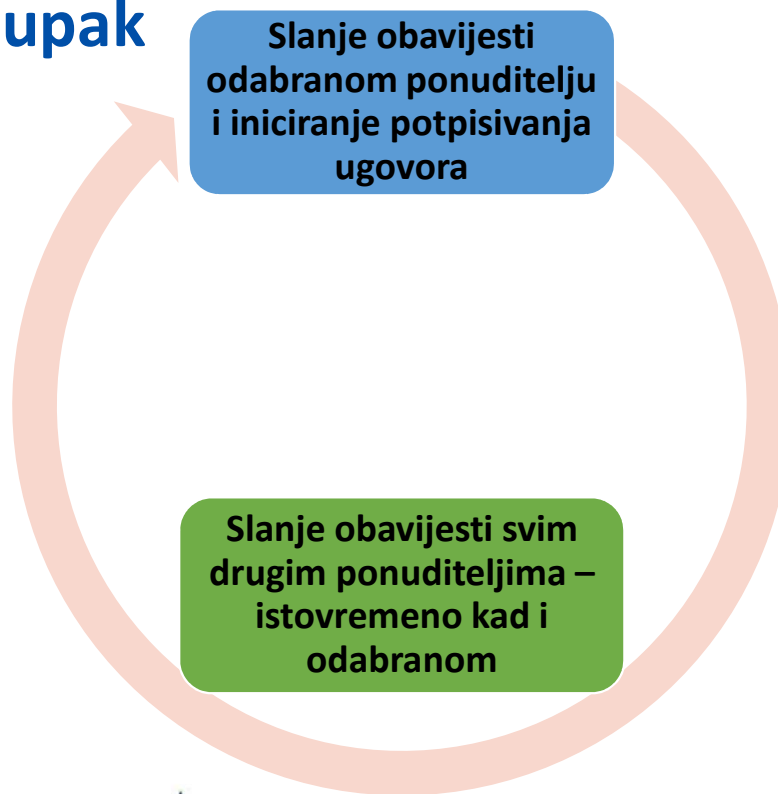 upak
Slanje obavijesti
odabranom ponuditelju
i iniciranje potpisivanja
ugovora
Slanje obavijesti svim
drugim ponuditeljima –
istovremeno kad i
odabranom